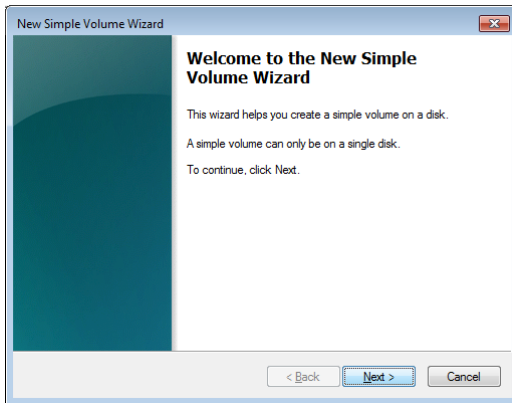 New Simple Volume Wizard
Welcome to the New Simple
Volume Wizard
This wizard helps you create a simple volume on a disk.
A simple volume can only be on a single disk.
To continue, click Next.
< Back
Next >
Cancel